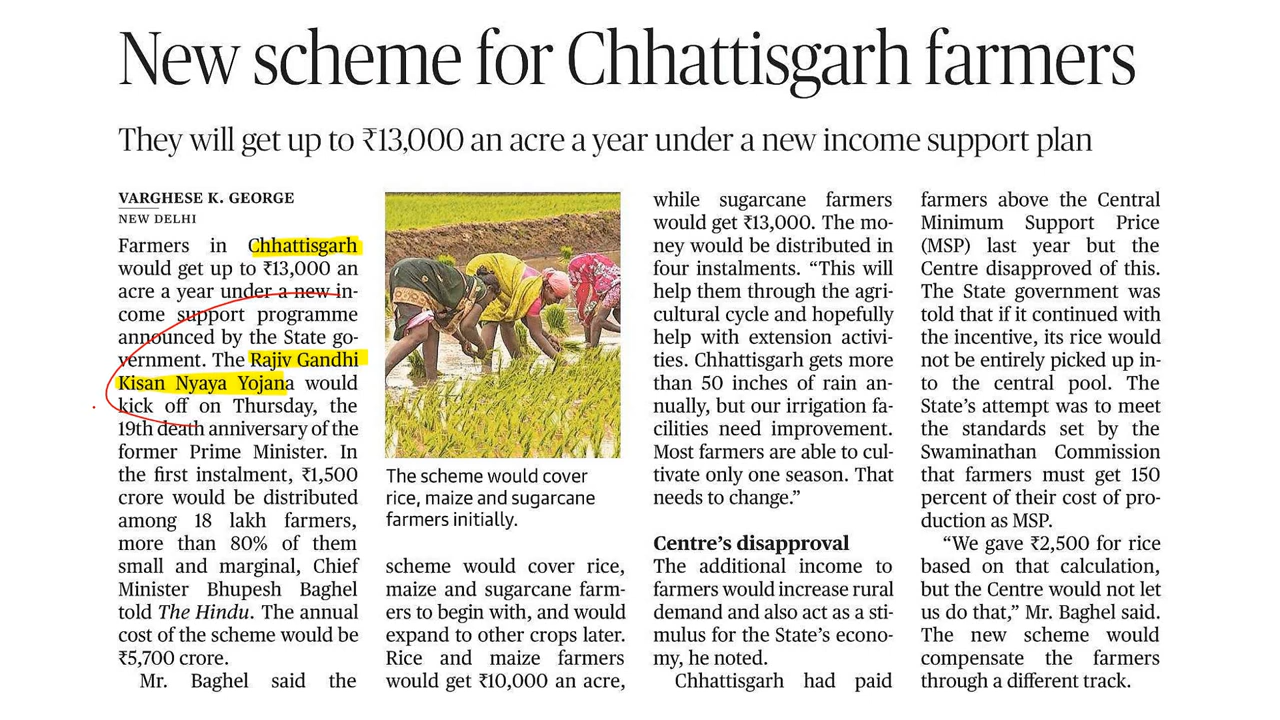 New scheme for Chhattisgarh farmers
They will get up to ₹13,000 an acre a year under a new income support plan
VARGHESE K. GEORGE
NEW DELHI
Farmers in Chhattisgarh
would get up to ₹13,000 an
acre a year under a new in-
come support programme
announced by the State go-
vernment. The Rajiv Gandhi
Kisan Nyaya Yojana would
kick off on Thursday, the
19th death anniversary of the
former Prime Minister. In
the first instalment, ₹1,500
crore would be distributed
among 18 lakh farmers,
more than 80% of them
small and marginal, Chief
Minister Bhupesh Baghel
told The Hindu. The annual
cost of the scheme would be
₹5,700 crore.
Mr. Baghel said the
The scheme would cover
rice, maize and sugarcane
farmers initially.
scheme would cover rice,
maize and sugarcane farm-
ers to begin with, and would
expand to other crops later.
Rice and maize farmers
would get ₹10,000 an acre,
while sugarcane farmers
would get ₹13,000. The mo-
ney would be distributed in
four instalments. “This will
help them through the agri-
cultural cycle and hopefully
help with extension activi-
ties. Chhattisgarh gets more
than 50 inches of rain an-
nually, but our irrigation fa-
cilities need improvement.
Most farmers are able to cul-
tivate only one season. That
needs to change.”
Centre’s disapproval
The additional income to
farmers would increase rural
demand and also act as a sti-
mulus for the State’s econo-
my, he noted.
Chhattisgarh had paid
farmers above the Central
Minimum Support Price
(MSP) last year but the
Centre disapproved of this.
The State government was
told that if it continued with
the incentive, its rice would
not be entirely picked up in-
to the central pool. The
State’s attempt was to meet
the standards set by the
Swaminathan Commission
that farmers must get 150
percent of their cost of pro-
duction as MSP.
“We gave ₹2,500 for rice
based on that calculation,
but the Centre would not let
us do that,” Mr. Baghel said.
The new scheme would
compensate the farmers
through a different track.